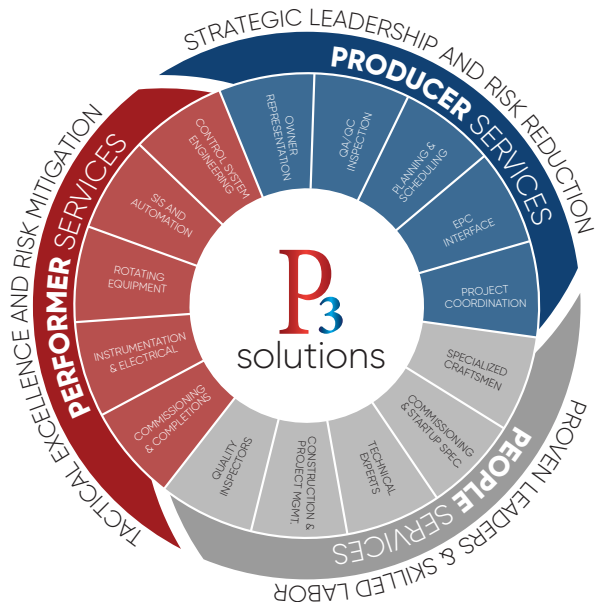 STRATEGIC LEADERSHIP AND RISK REDUCTION
PRODUCER SERVICES
OWNER
REPRESENTATION
QA/QC
INSPECTION
PLANNING &
SCHEDULING
EPC
INTERFACE
PROJECT
COORDINATION
PROVEN LEADERS & SKILLED LABOR
PEOPLE SERVICES
SPECIALIZED
CRAFTSMEN
COMMISSIONING
& STARTUP SPEC.
TECHNICAL
EXPERTS
CONSTRUCTION &
PROJECT MGMT.
QUALITY
INSPECTORS
TACTICAL EXCELLENCE AND RISK MITIGATION
PERFORMER SERVICES
COMMISSIONING
& COMPLETIONS
INSTRUMENTATION
& ELECTRICAL
ROTATING
EQUIPMENT
SIS AND
AUTOMATION
CONTROL SYSTEM
ENGINEERING
P3
solutions